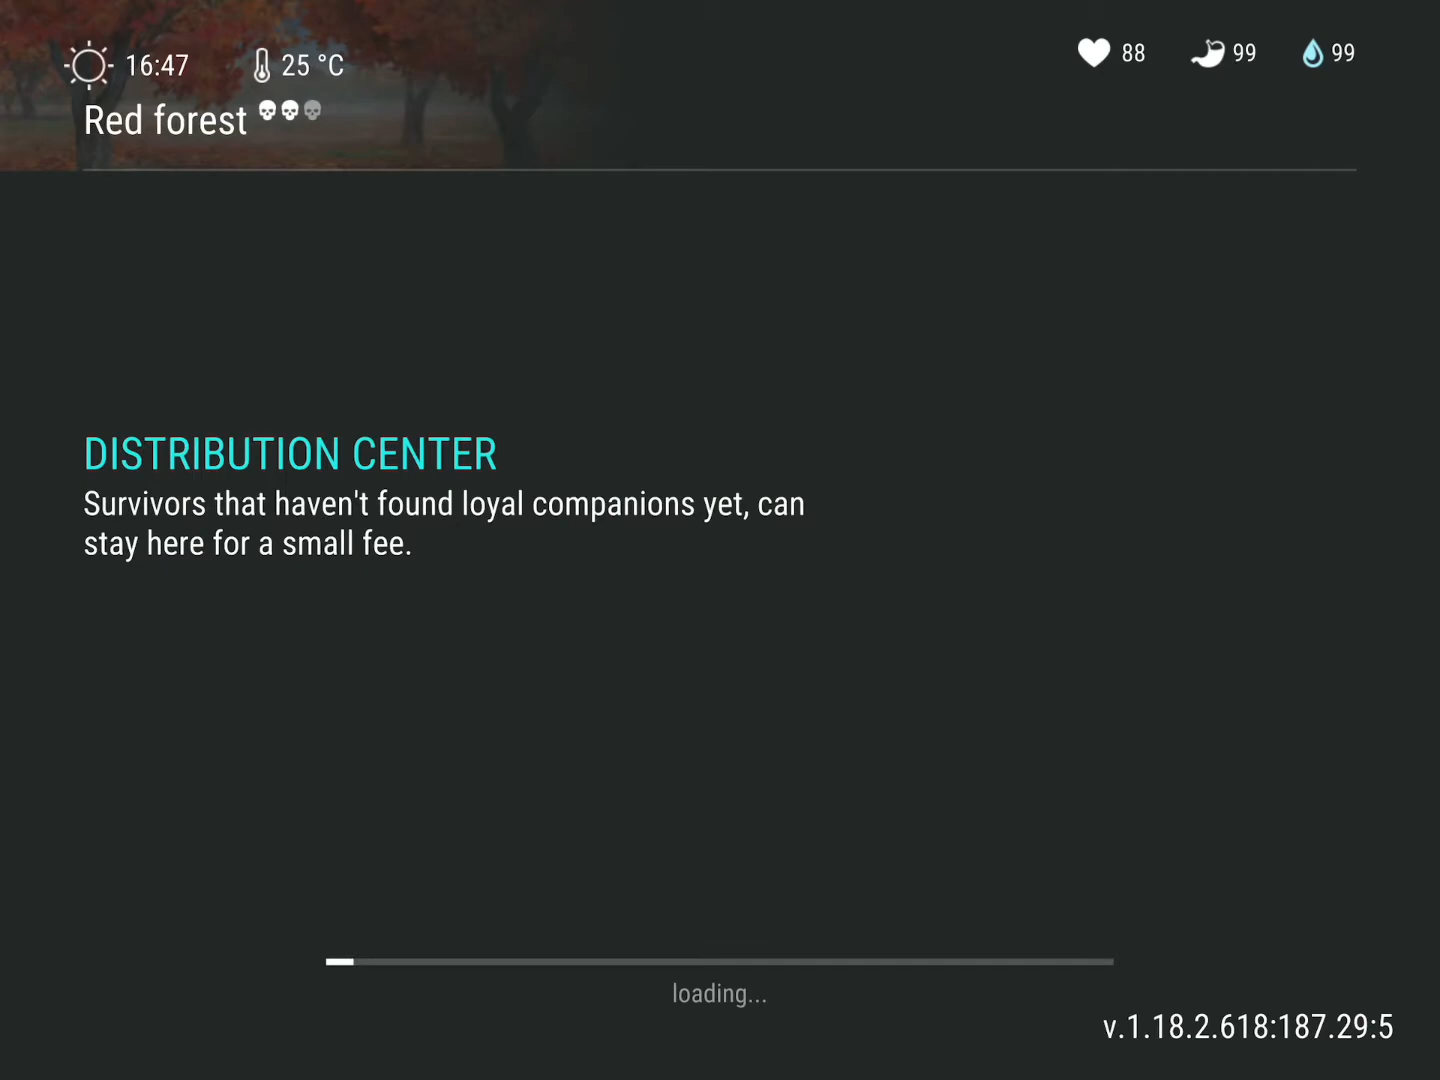 16:47 25 °C 88 99 99
Red forest
DISTRIBUTION CENTER
Survivors that haven't found loyal companions yet, can
stay here for a small fee.
loading...
v.1.18.2.618:187.29:5